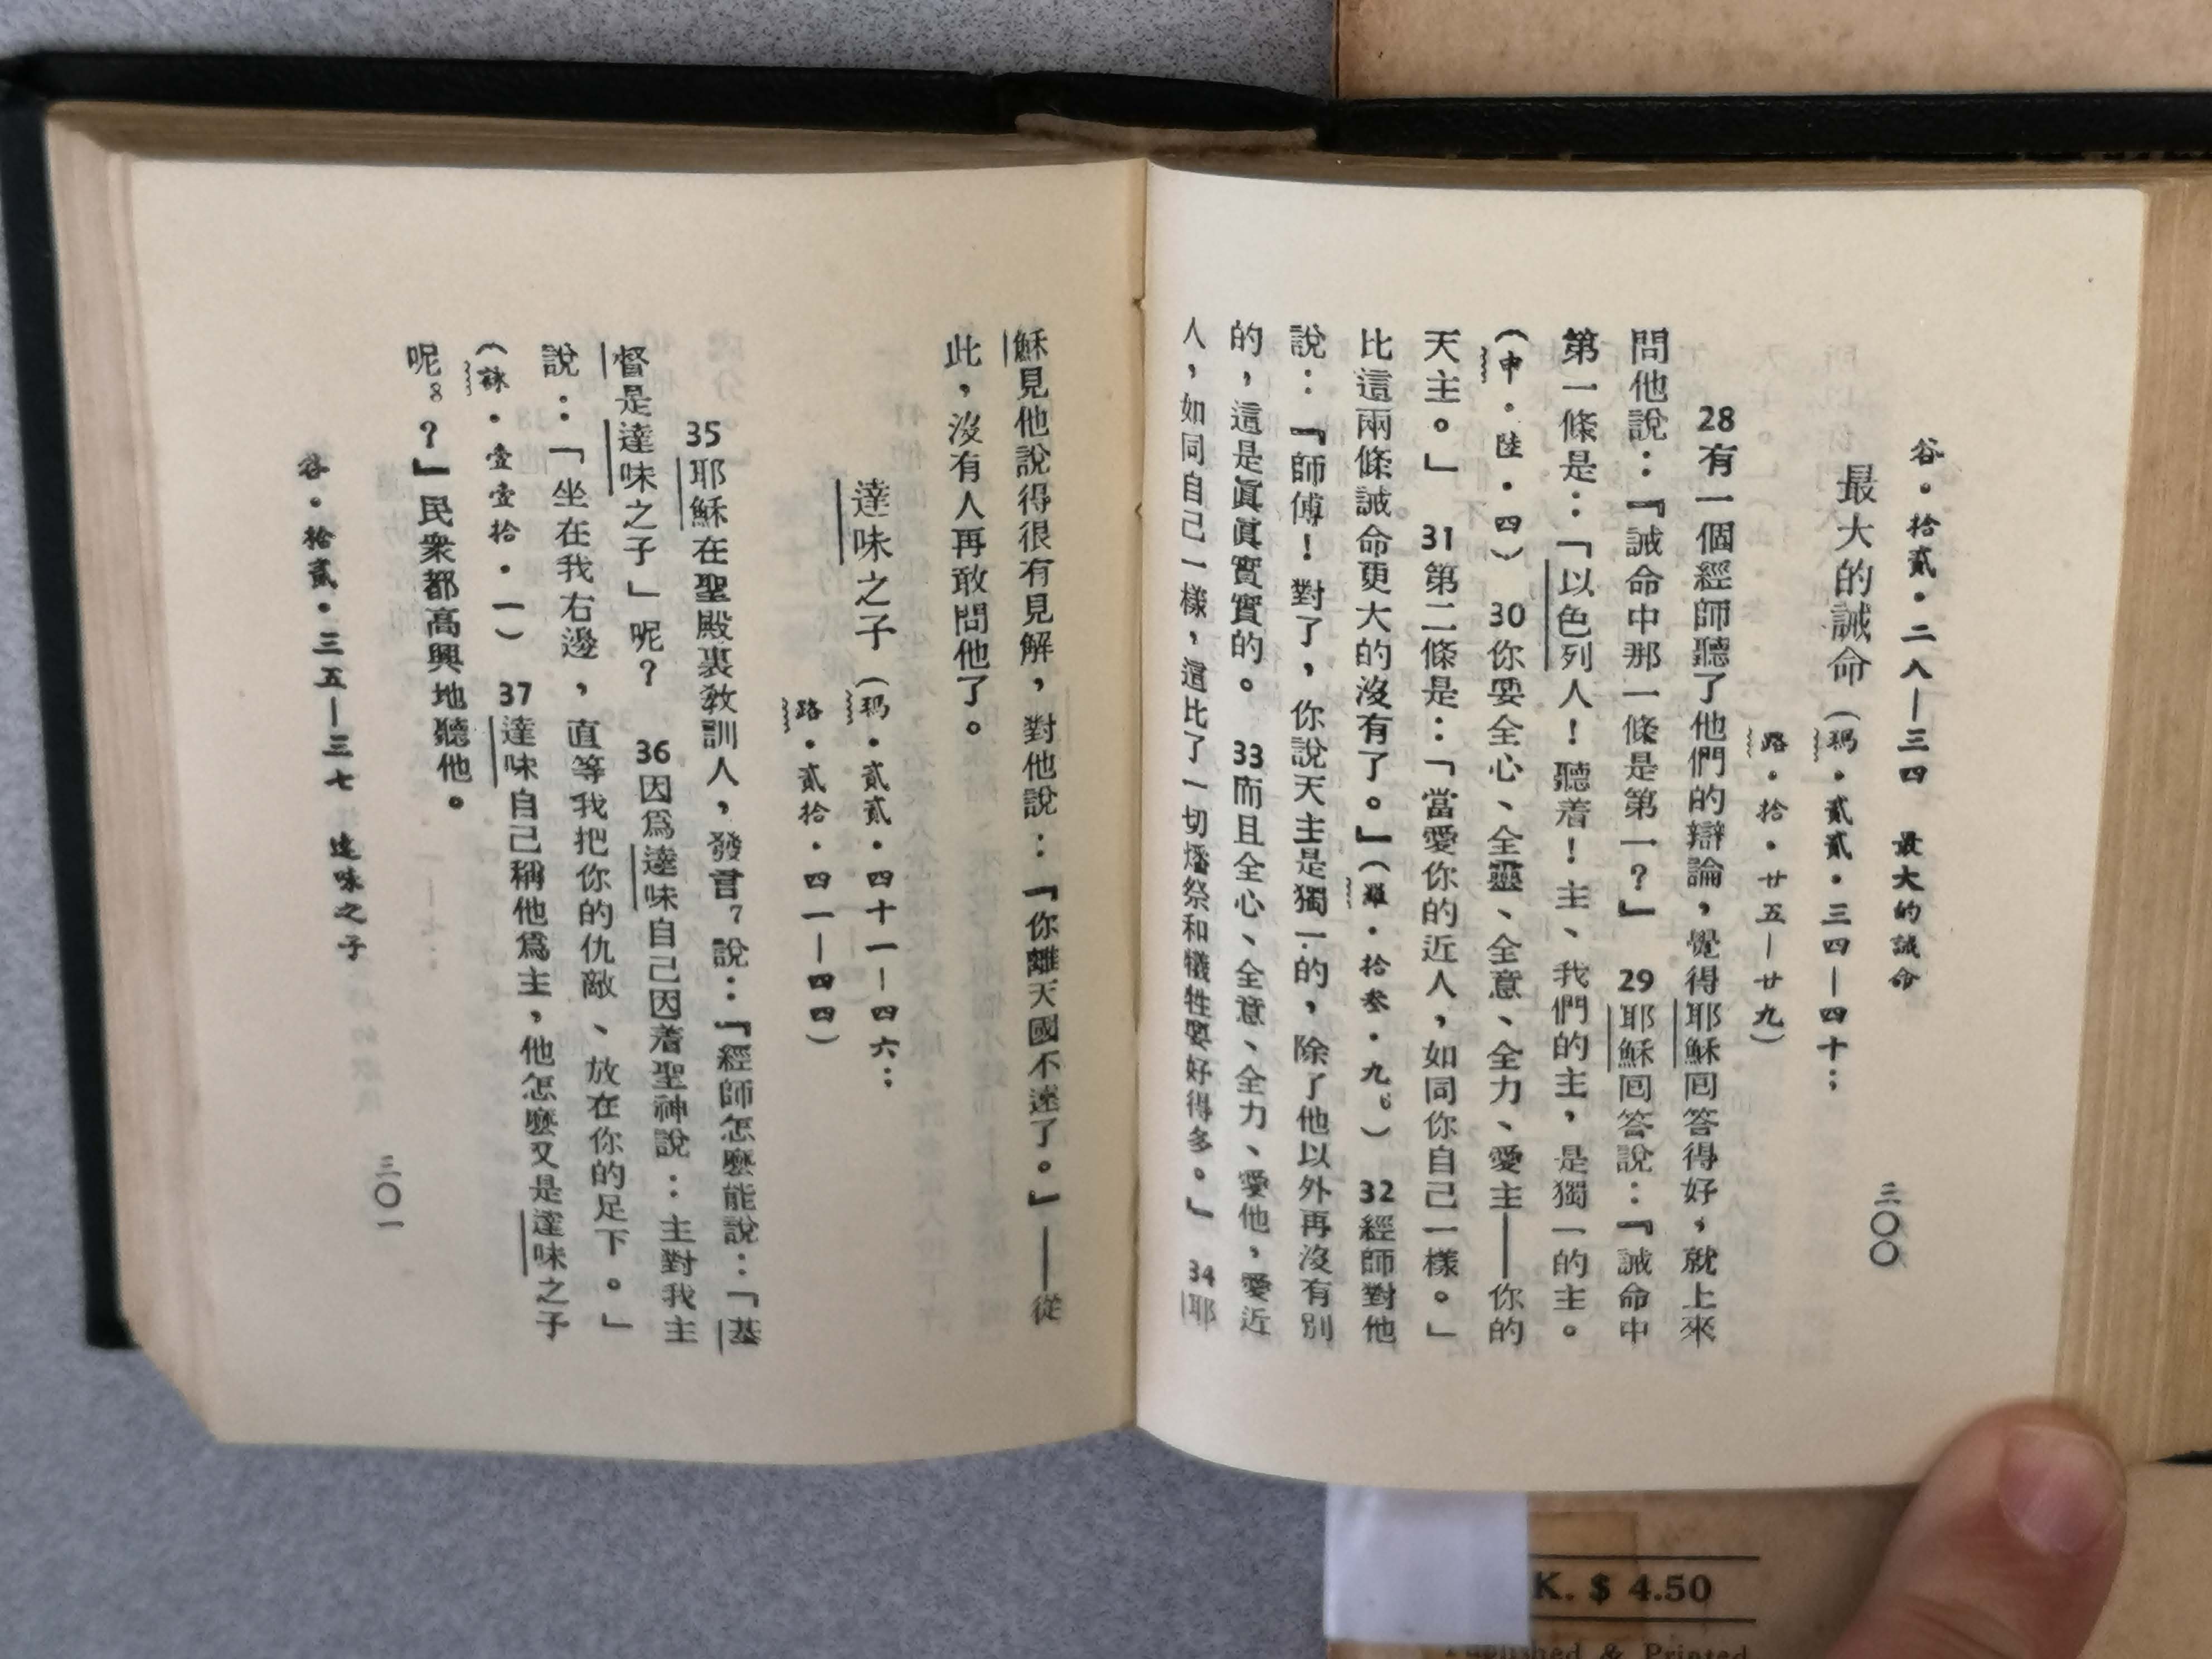 谷·拾貳·二八—三四 最大的誡命 三〇〇
最大的誡命（瑪·貳貳·三四—四十；
路·拾·廿五—廿九）
28有一個經師聽了他們的辯論，覺得耶穌囘答得好，就上來
問他說：『誡命中那一條是第一？』 29耶穌囘答說：『誡命中
第一條是：「以色列人！聽着！主、我們的主，是獨一的主。
（申·陸·四） 30你要全心、全靈、全意、全力、愛主——你的
天主。」 31第二條是：「當愛你的近人，如同你自己一樣。」
比這兩條誡命更大的沒有了。』（肋·拾叁·九。6） 32經師對他
說：『師傅！對了，你說天主是獨一的，除了他以外再沒有別
的，這是眞眞實實的。 33而且全心、全意、全力、愛他，愛近
人，如同自己一樣，這比了一切燔祭和犧牲要好得多。』 34耶
穌見他說得很有見解，對他說：『你離天國不遠了。』——從
此，沒有人再敢問他了。
達味之子（瑪·貳貳·四十一—四六；
路·貳拾·四一—四四）
35耶穌在聖殿裏敎訓人，發言7說：『經師怎麼能說：「基
督是達味之子」呢？ 36因爲達味自己因着聖神說：主對我主
說：「坐在我右邊，直等我把你的仇敵、放在你的足下。」
（詠·壹壹拾·一） 37達味自己稱他爲主，他怎麼又是達味之子
呢8？』民衆都高興地聽他。
谷·拾貳·三五—三七 達味之子 三〇一
K. $ 4.50
Published & Printed